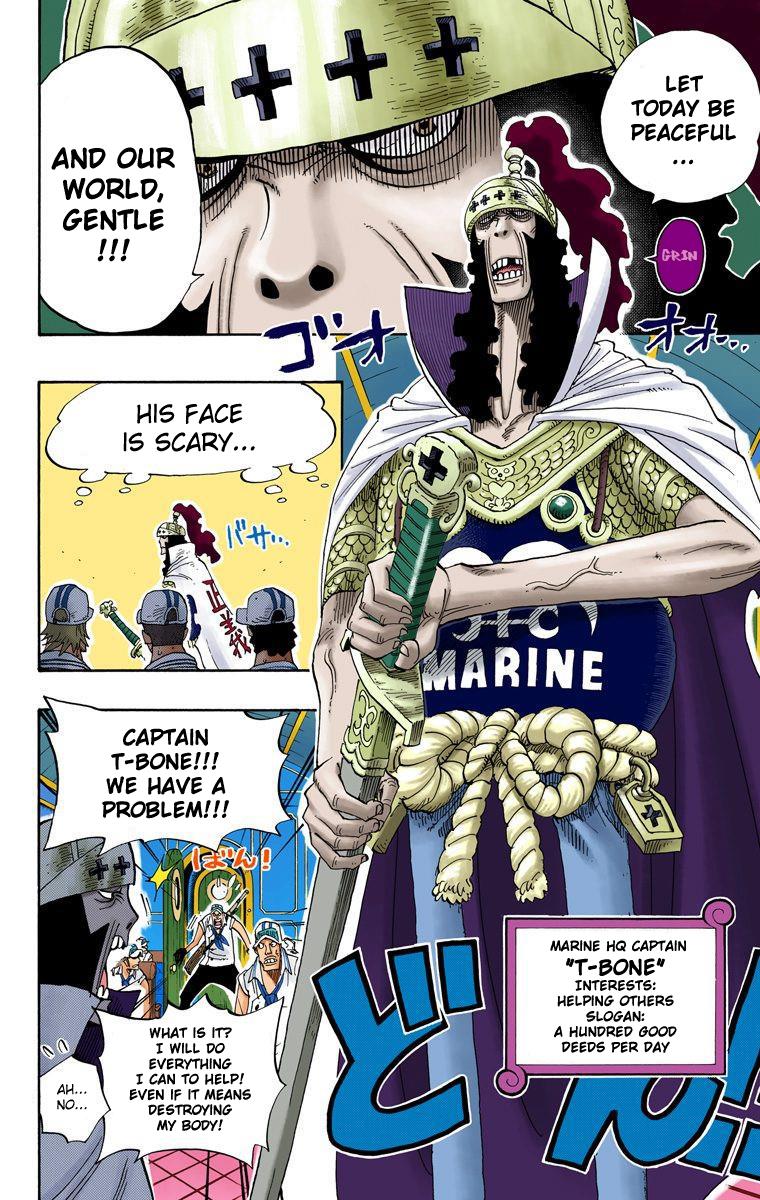 LET
TODAY BE
PEACEFUL
...
AND OUR
WORLD,
GENTLE
!!!
GRIN
ゴオ
オオ…
HIS FACE
IS SCARY...
バサ…
正義
MARINE
CAPTAIN
T-BONE!!!
WE HAVE A
PROBLEM!!!
ばん!
WHAT IS IT?
I WILL DO
EVERYTHING
I CAN TO HELP!
EVEN IF IT MEANS
DESTROYING
MY BODY!
AH...
NO...
MARINE HQ CAPTAIN
"T-BONE"
INTERESTS:
HELPING OTHERS
SLOGAN:
A HUNDRED GOOD
DEEDS PER DAY
どん!!